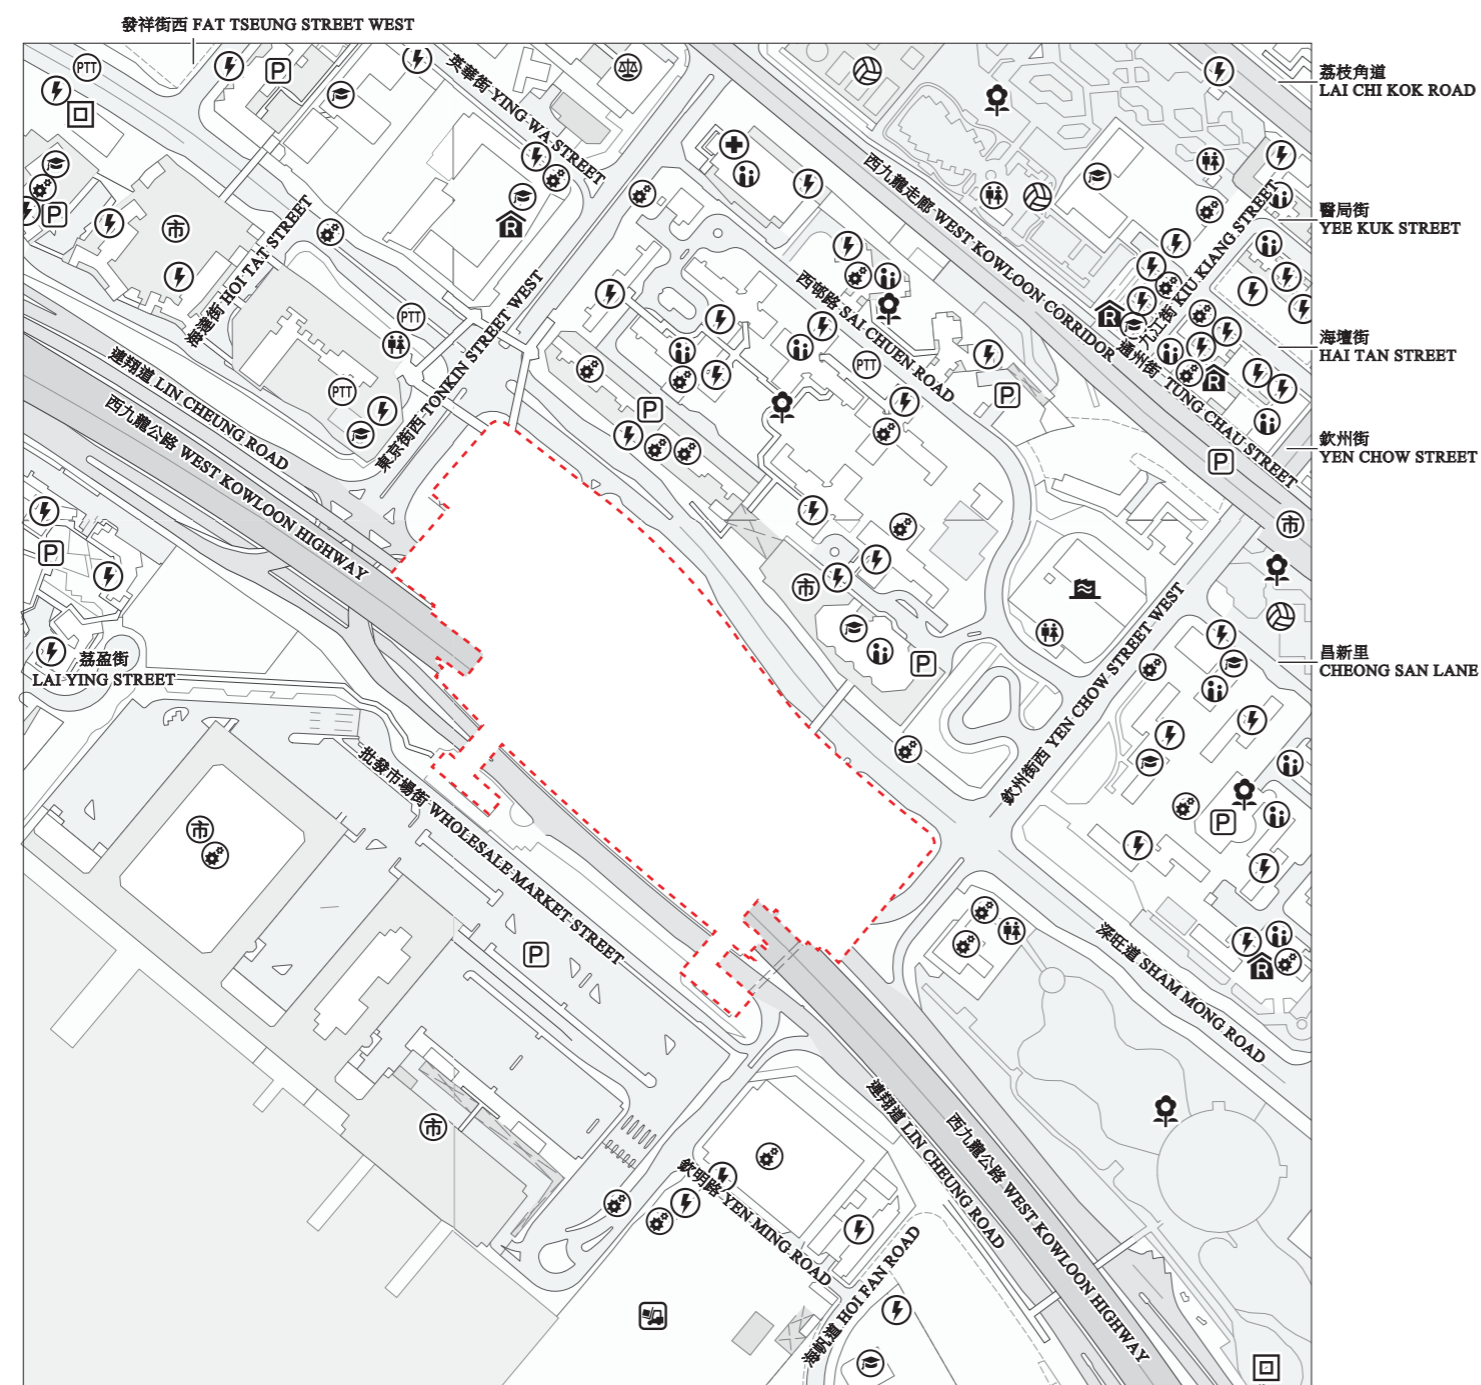 發祥街西 FAT TSEUNG STREET WEST
荔枝角道
LAI CHI KOK ROAD
英華街 YING WA STREET
PTT
P
西九龍走廊 WEST KOWLOON CORRIDOR
醫局街
YEE KUK STREET
P
市
R
海達街 HOI TAT STREET
九江街 KIU KIANG STREET
西邨路 SAI CHUEN ROAD
PTT
R
海壇街
HAI TAN STREET
東京街西 TONKIN STREET WEST
通州街 TUNG CHAU STREET
連翔道 LIN CHEUNG ROAD
PTT
PTT
R
P
P
欽州街
YEN CHOW STREET
西九龍公路 WEST KOWLOON HIGHWAY
P
市
P
市
荔盈街
LAI YING STREET
P
欽州街西 YEN CHOW STREET WEST
昌新里
CHEONG SAN LANE
批發市場街 WHOLESALE MARKET STREET
市
P
P
深旺道 SHAM MONG ROAD
R
市
連翔道 LIN CHEUNG ROAD
西九龍公路 WEST KOWLOON HIGHWAY
欽明路 YEN MING ROAD
海帆道 HOI FAN ROAD